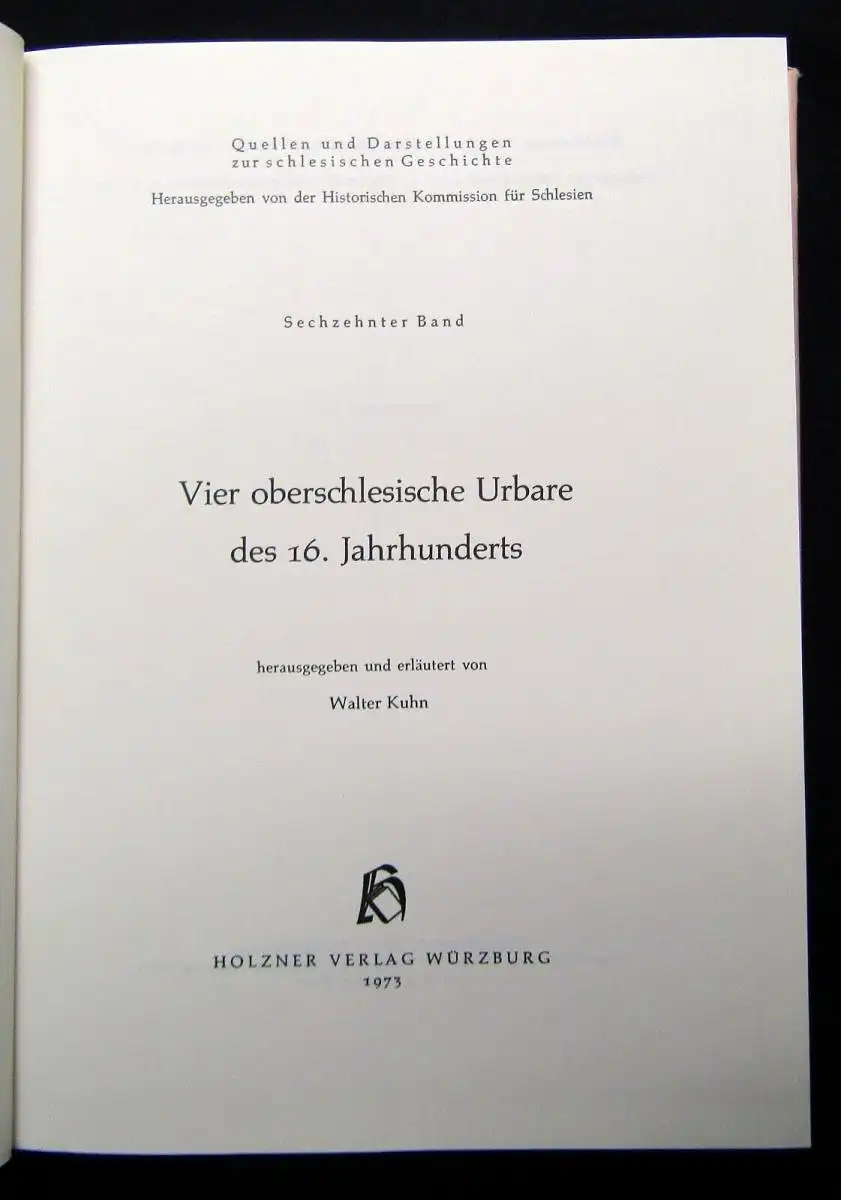 Quellen und Darstellungen
zur schlesischen Geschichte
Herausgegeben von der Historischen Kommission für Schlesien
Sechzehnter Band
Vier oberschlesische Urbare
des 16. Jahrhunderts
herausgegeben und erläutert von
Walter Kuhn
HOLZNER VERLAG WÜRZBURG
1973